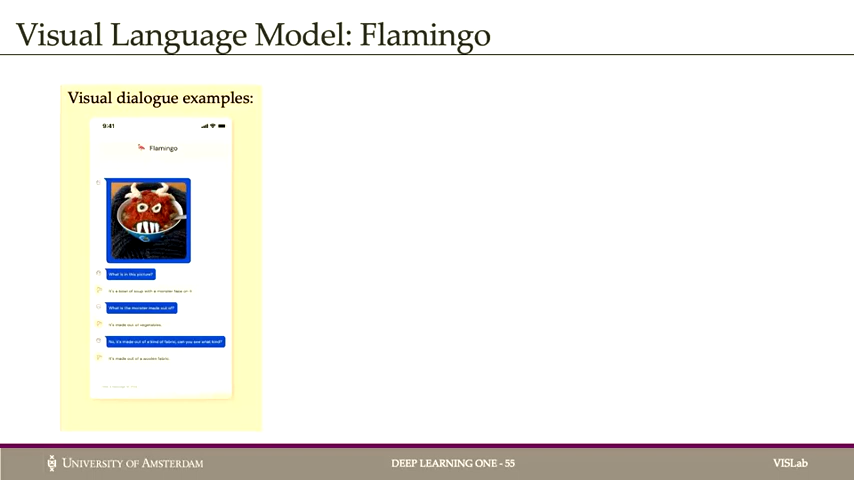 Visual Language Model: Flamingo
Visual dialogue examples:
9:41
Flamingo
What is in this picture?
It's a bowl of soup with a monster face on it
What is the monster made out of?
It's made out of vegetables.
No, it's made out of a kind of fabric, can you see what kind?
It's made out of a woolen fabric.
UNIVERSITY OF AMSTERDAM
DEEP LEARNING ONE - 55
VISLab